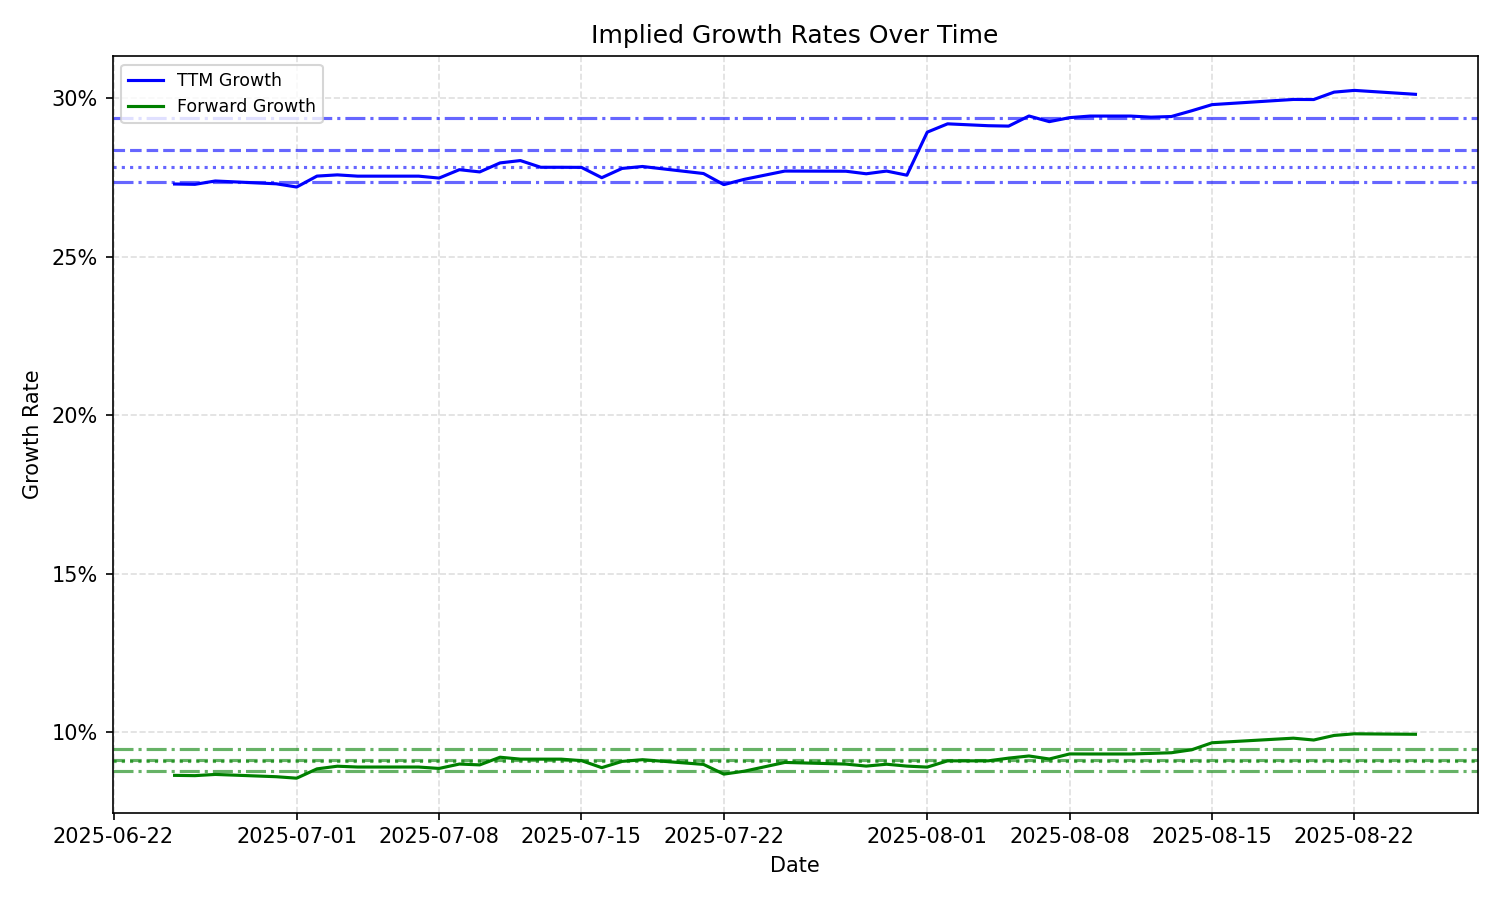 Implied Growth Rates Over Time
TTM Growth
Forward Growth
30%
25%
20%
15%
10%
Growth Rate
2025-06-22 2025-07-01 2025-07-08 2025-07-15 2025-07-22 2025-08-01 2025-08-08 2025-08-15 2025-08-22
Date